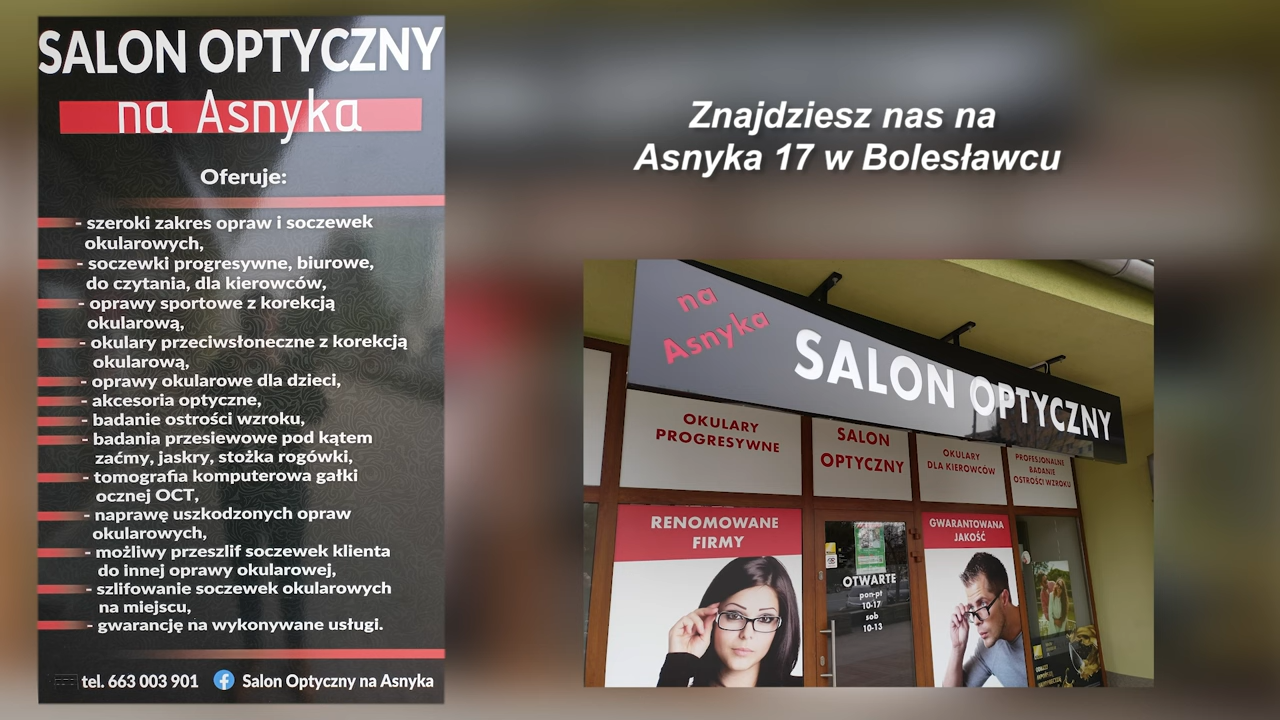 SALON OPTYCZNY
na Asnyka
Oferuje:
- szeroki zakres opraw i soczewek
okularowych,
- soczewki progresywne, biurowe,
do czytania, dla kierowców,
- oprawy sportowe z korekcją
okularową,
- okulary przeciwsłoneczne z korekcją
okularową,
- oprawy okularowe dla dzieci,
- akcesoria optyczne,
- badanie ostrości wzroku,
- badania przesiewowe pod kątem
zaćmy, jaskry, stożka rogówki,
- tomografia komputerowa gałki
ocznej OCT,
- naprawę uszkodzonych opraw
okularowych,
- możliwy przeszlif soczewek klienta
do innej oprawy okularowej,
- szlifowanie soczewek okularowych
na miejscu,
- gwarancję na wykonywane usługi.
tel. 663 003 901 Salon Optyczny na Asnyka
Znajdziesz nas na
Asnyka 17 w Bolesławcu
na
Asnyka
SALON OPTYCZNY
OKULARY
PROGRESYWNE
SALON
OPTYCZNY
OKULARY
DLA KIEROWCÓW
PROFESJONALNE
BADANIE
OSTROŚCI WZROKU
RENOMOWANE
FIRMY
OTWARTE
pon-pt
10-17
sob
10-13
GWARANTOWANA
JAKOŚĆ